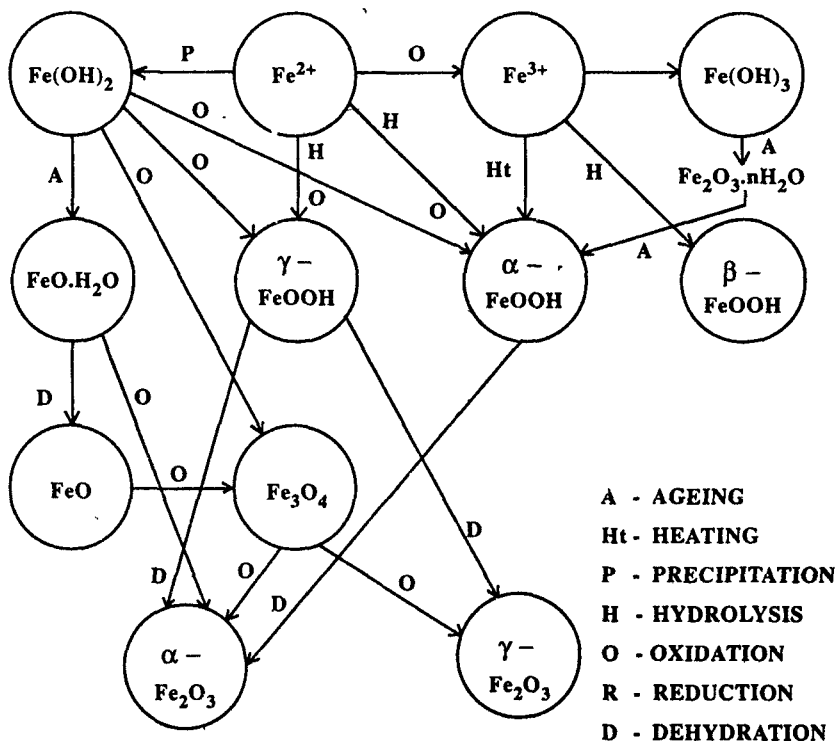 P
O
Fe(OH)₂
Fe²⁺
Fe³⁺
Fe(OH)₃
O
H
H
A
A
O
O
Ht
H
Fe₂O₃.nH₂O
O
O
A
FeO.H₂O
γ –
FeOOH
α –
FeOOH
β –
FeOOH
D
O
FeO
O
Fe₃O₄
D
D
O
D
O
α –
Fe₂O₃
γ –
Fe₂O₃
A - AGEING
Ht - HEATING
P - PRECIPITATION
H - HYDROLYSIS
O - OXIDATION
R - REDUCTION
D - DEHYDRATION